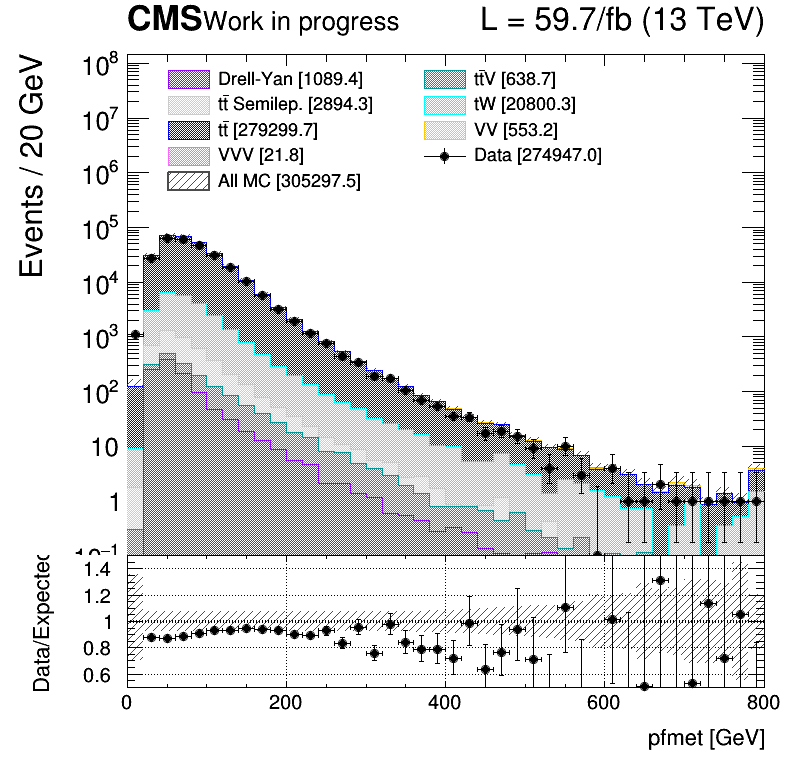 CMS Work in progress L = 59.7/fb (13 TeV)
Events / 20 GeV
10⁸
10⁷
10⁶
10⁵
10⁴
10³
10²
10
1
10⁻¹
Drell-Yan [1089.4]
tt̄ Semilep. [2894.3]
tt̄ [279299.7]
VVV [21.8]
All MC [305297.5]
tt̄V [638.7]
tW [20800.3]
VV [553.2]
Data [274947.0]
Data/Expected
1.4
1.2
1
0.8
0.6
0 200 400 600 800
pfmet [GeV]